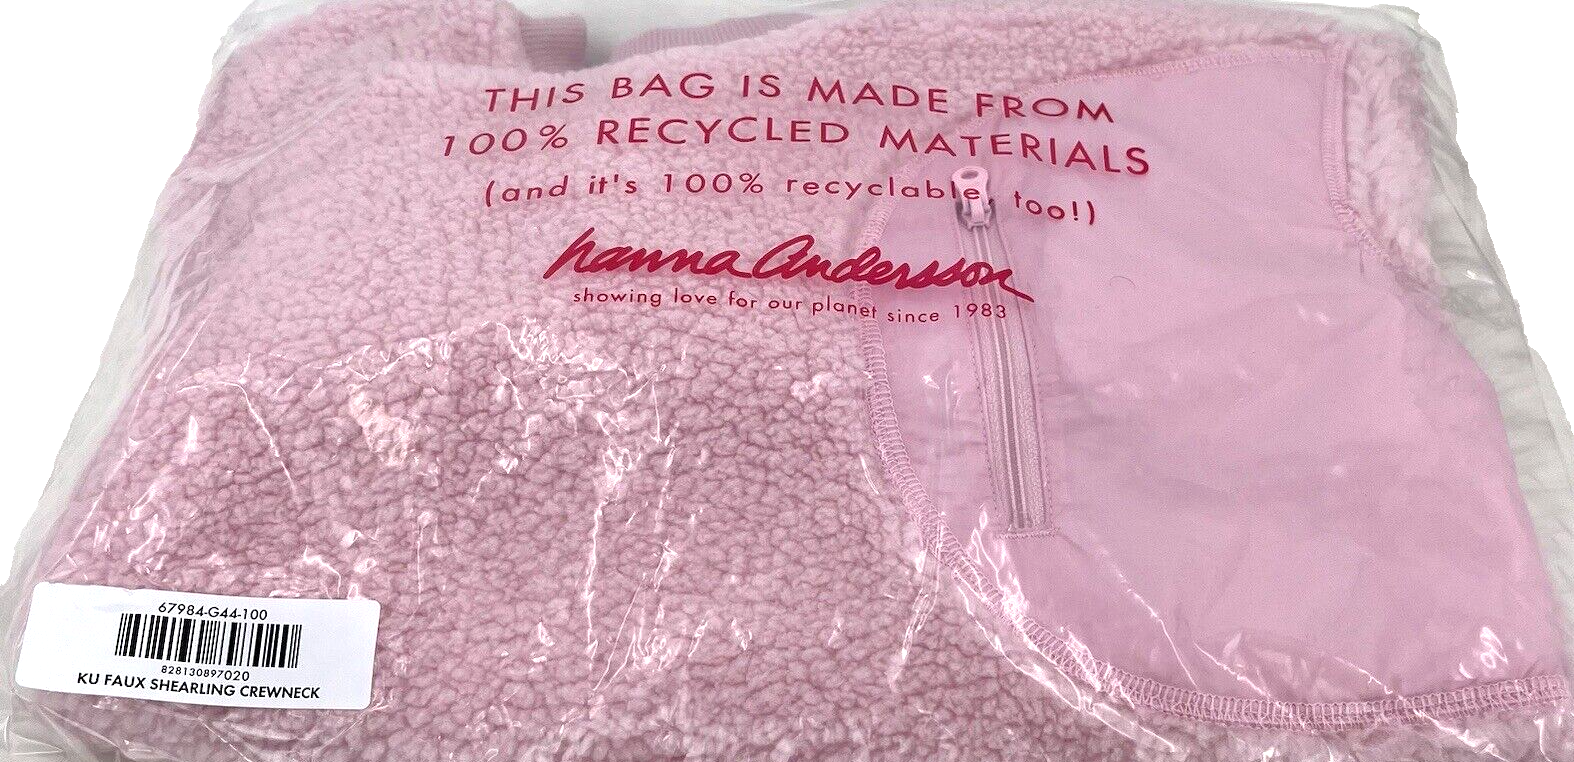 THIS BAG IS MADE FROM
100% RECYCLED MATERIALS
(and it's 100% recyclable, too!)
hanna Andersson
showing love for our planet since 1983
67984-G44-100
828130897020
KU FAUX SHEARLING CREWNECK